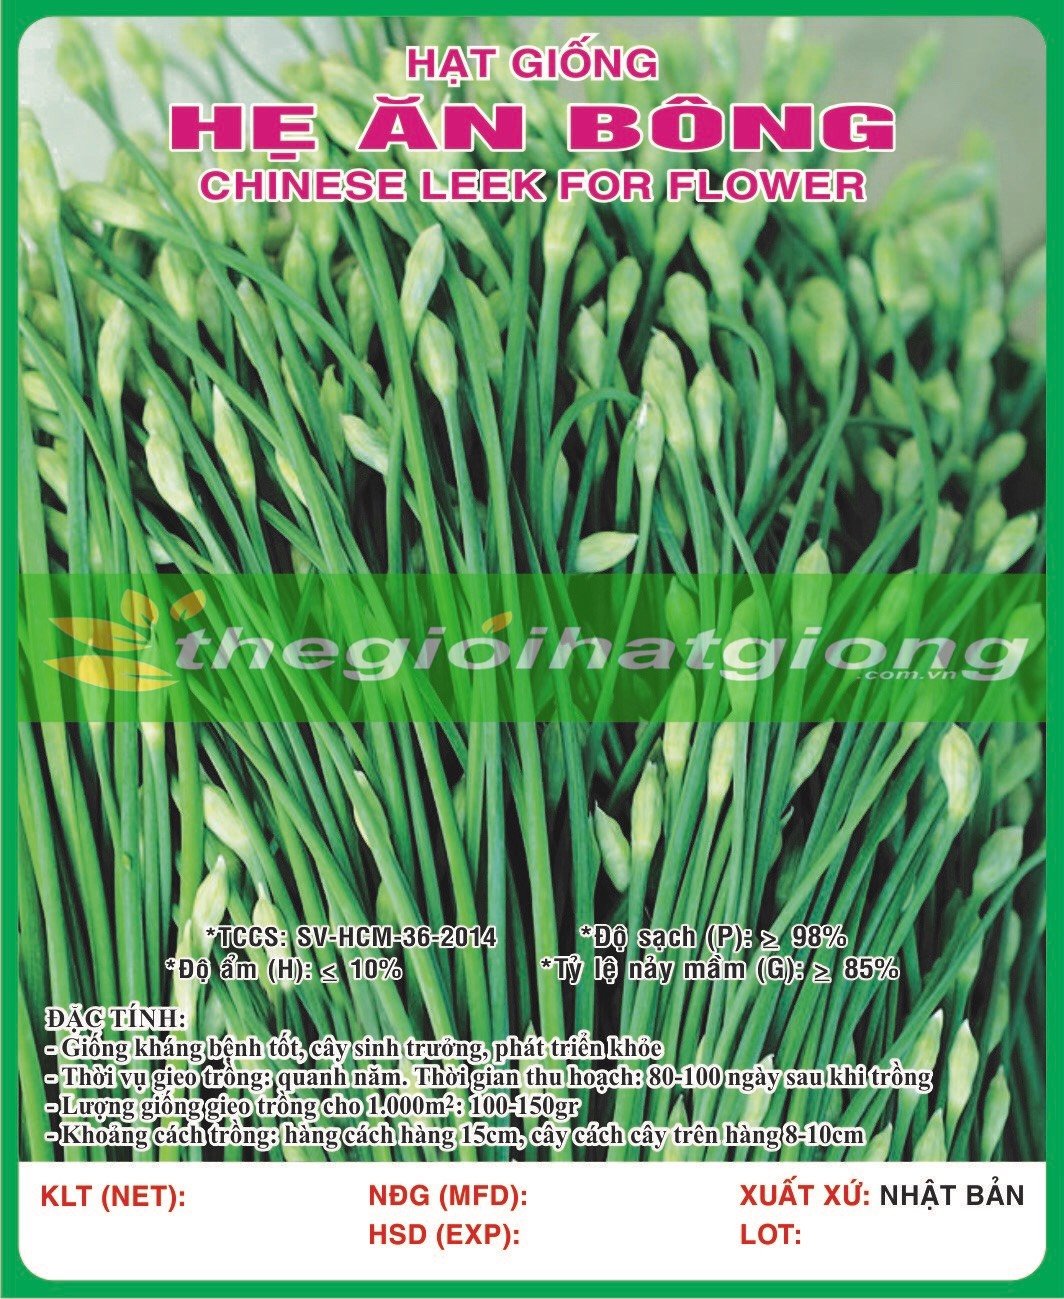 HẠT GIỐNG
HẸ ĂN BÔNG
CHINESE LEEK FOR FLOWER
thegióihatgiong
.com.vn
*TCCS: SV-HCM-36-2014 *Độ sạch (P): ≥ 98%
*Độ ẩm (H): ≤ 10% *Tỷ lệ nảy mầm (G): ≥ 85%
ĐẶC TÍNH:
- Giống kháng bệnh tốt, cây sinh trưởng, phát triển khỏe
- Thời vụ gieo trồng: quanh năm. Thời gian thu hoạch: 80-100 ngày sau khi trồng
- Lượng giống gieo trồng cho 1.000m²: 100-150gr
- Khoảng cách trồng: hàng cách hàng 15cm, cây cách cây trên hàng 8-10cm
KLT (NET): NĐG (MFD): XUẤT XỨ: NHẬT BẢN
HSD (EXP): LOT: